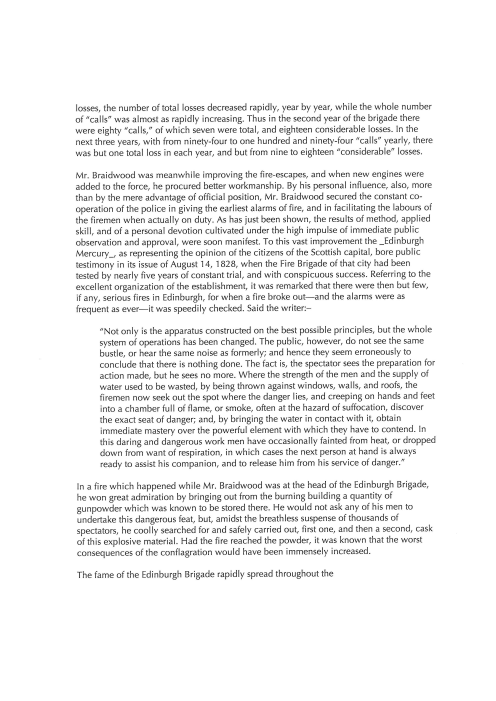 losses, the number of total losses decreased rapidly, year by year, while the whole number
of “calls” was almost as rapidly increasing. Thus in the second year of the brigade there
were eighty “calls,” of which seven were total, and eighteen considerable losses. In the
next three years, with from ninety-four to one hundred and ninety-four “calls” yearly, there
was but one total loss in each year, and but from nine to eighteen “considerable” losses.

Mr. Braidwood was meanwhile improving the fire-escapes, and when new engines were
added to the force, he procured better workmanship. By his personal influence, also, more
than by the mere advantage of official position, Mr. Braidwood secured the constant co-
operation of the police in giving the earliest alarms of fire, and in facilitating the labours of
the firemen when actually on duty. As has just been shown, the results of method, applied
skill, and of a personal devotion cultivated under the high impulse of immediate public
observation and approval, were soon manifest. To this vast improvement the _Edinburgh
Mercury_, as representing the opinion of the citizens of the Scottish capital, bore public
testimony in its issue of August 14, 1828, when the Fire Brigade of that city had been
tested by nearly five years of constant trial, and with conspicuous success. Referring to the
excellent organization of the establishment, it was remarked that there were then but few,
if any, serious fires in Edinburgh, for when a fire broke out—and the alarms were as
frequent as ever—it was speedily checked. Said the writer:–

“Not only is the apparatus constructed on the best possible principles, but the whole
system of operations has been changed. The public, however, do not see the same
bustle, or hear the same noise as formerly; and hence they seem erroneously to
conclude that there is nothing done. The fact is, the spectator sees the preparation for
action made, but he sees no more. Where the strength of the men and the supply of
water used to be wasted, by being thrown against windows, walls, and roofs, the
firemen now seek out the spot where the danger lies, and creeping on hands and feet
into a chamber full of flame, or smoke, often at the hazard of suffocation, discover
the exact seat of danger; and, by bringing the water in contact with it, obtain
immediate mastery over the powerful element with which they have to contend. In
this daring and dangerous work men have occasionally fainted from heat, or dropped
down from want of respiration, in which cases the next person at hand is always
ready to assist his companion, and to release him from his service of danger.”

In a fire which happened while Mr. Braidwood was at the head of the Edinburgh Brigade,
he won great admiration by bringing out from the burning building a quantity of
gunpowder which was known to be stored there. He would not ask any of his men to
undertake this dangerous feat, but, amidst the breathless suspense of thousands of
spectators, he coolly searched for and safely carried out, first one, and then a second, cask
of this explosive material. Had the fire reached the powder, it was known that the worst
consequences of the conflagration would have been immensely increased.

The fame of the Edinburgh Brigade rapidly spread throughout the